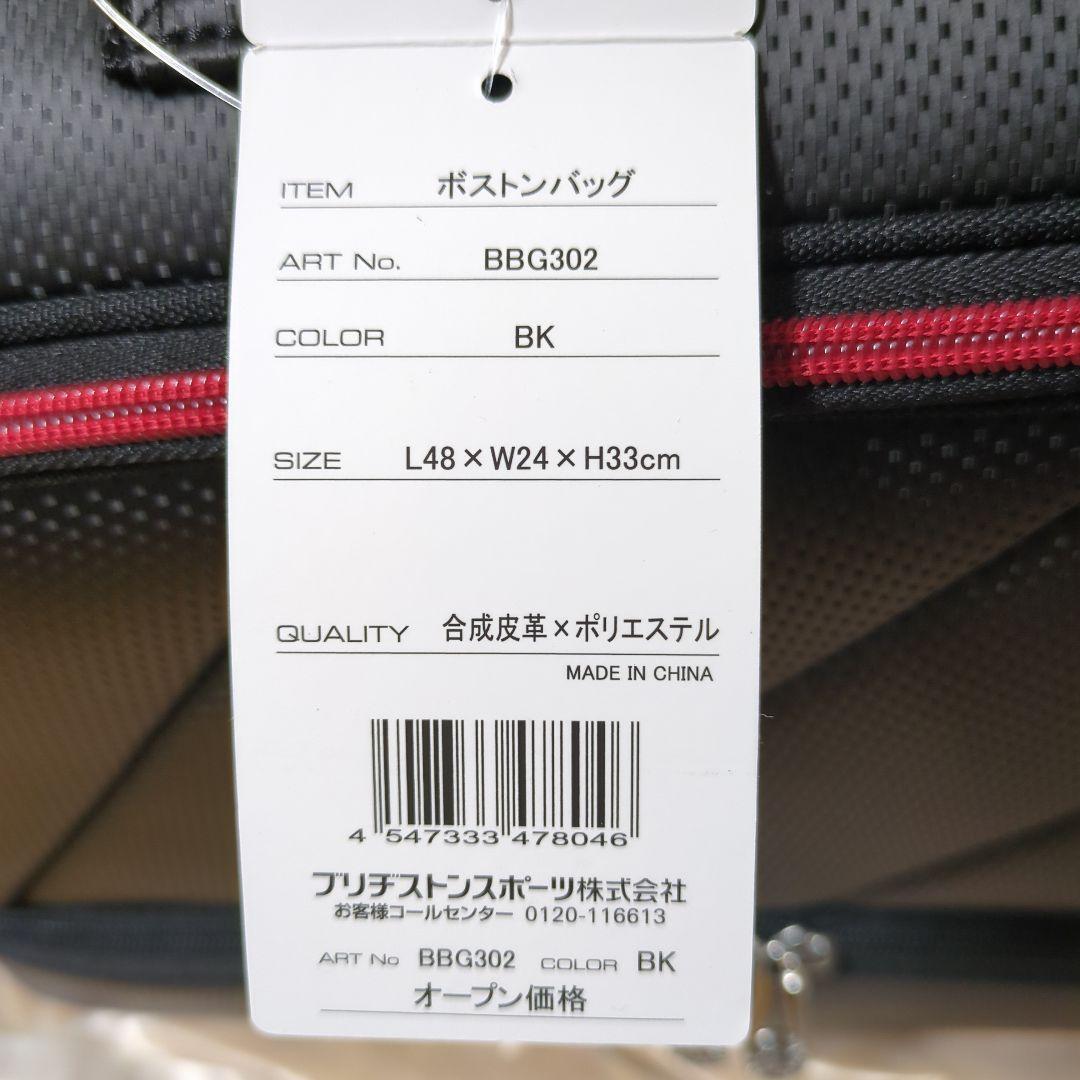 ITEM ボストンバッグ
ART No. BBG302
COLOR BK
SIZE L48×W24×H33cm
QUALITY 合成皮革×ポリエステル
MADE IN CHINA
4 547333 478046
ブリヂストンスポーツ株式会社
お客様コールセンター 0120-116613
ART No BBG302 COLOR BK
オープン価格